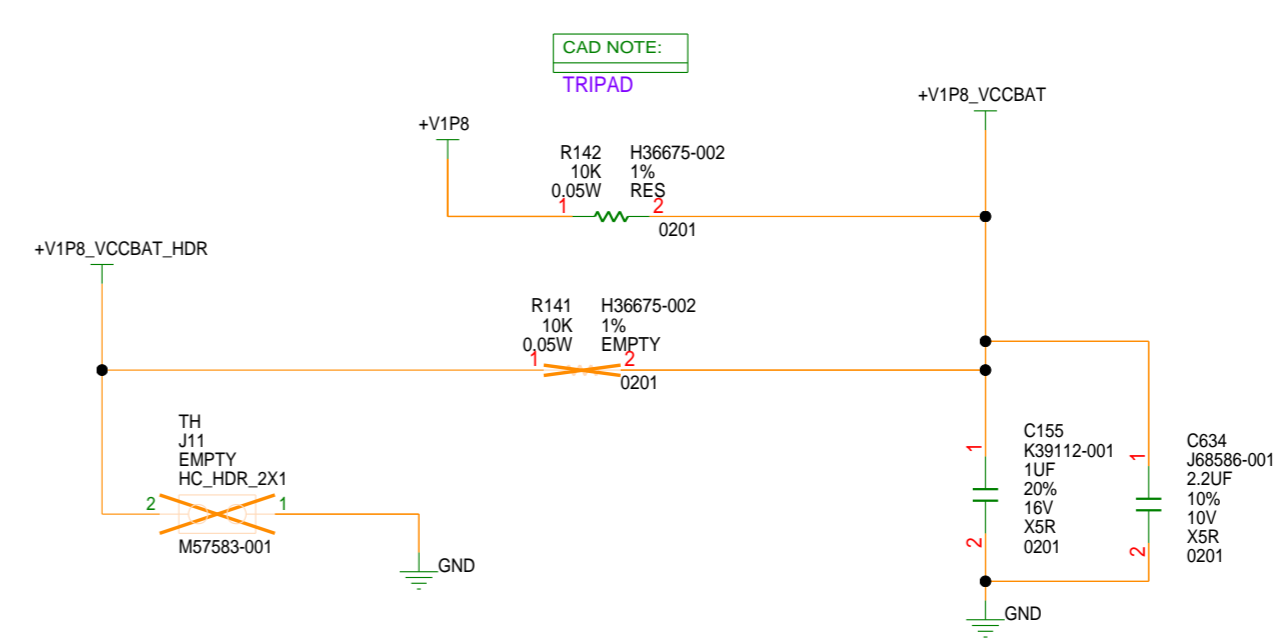 CAD NOTE:
TRIPAD
+V1P8_VCCBAT
+V1P8
R142 H36675-002
10K 1%
0.05W RES
1 2
0201
+V1P8_VCCBAT_HDR
R141 H36675-002
10K 1%
0.05W EMPTY
1 2
0201
TH
J11
EMPTY
HC_HDR_2X1
2 1
M57583-001
GND
1
C155
K39112-001
1UF
20%
16V
X5R
0201
2
1
C634
J68586-001
2.2UF
10%
10V
X5R
0201
2
GND